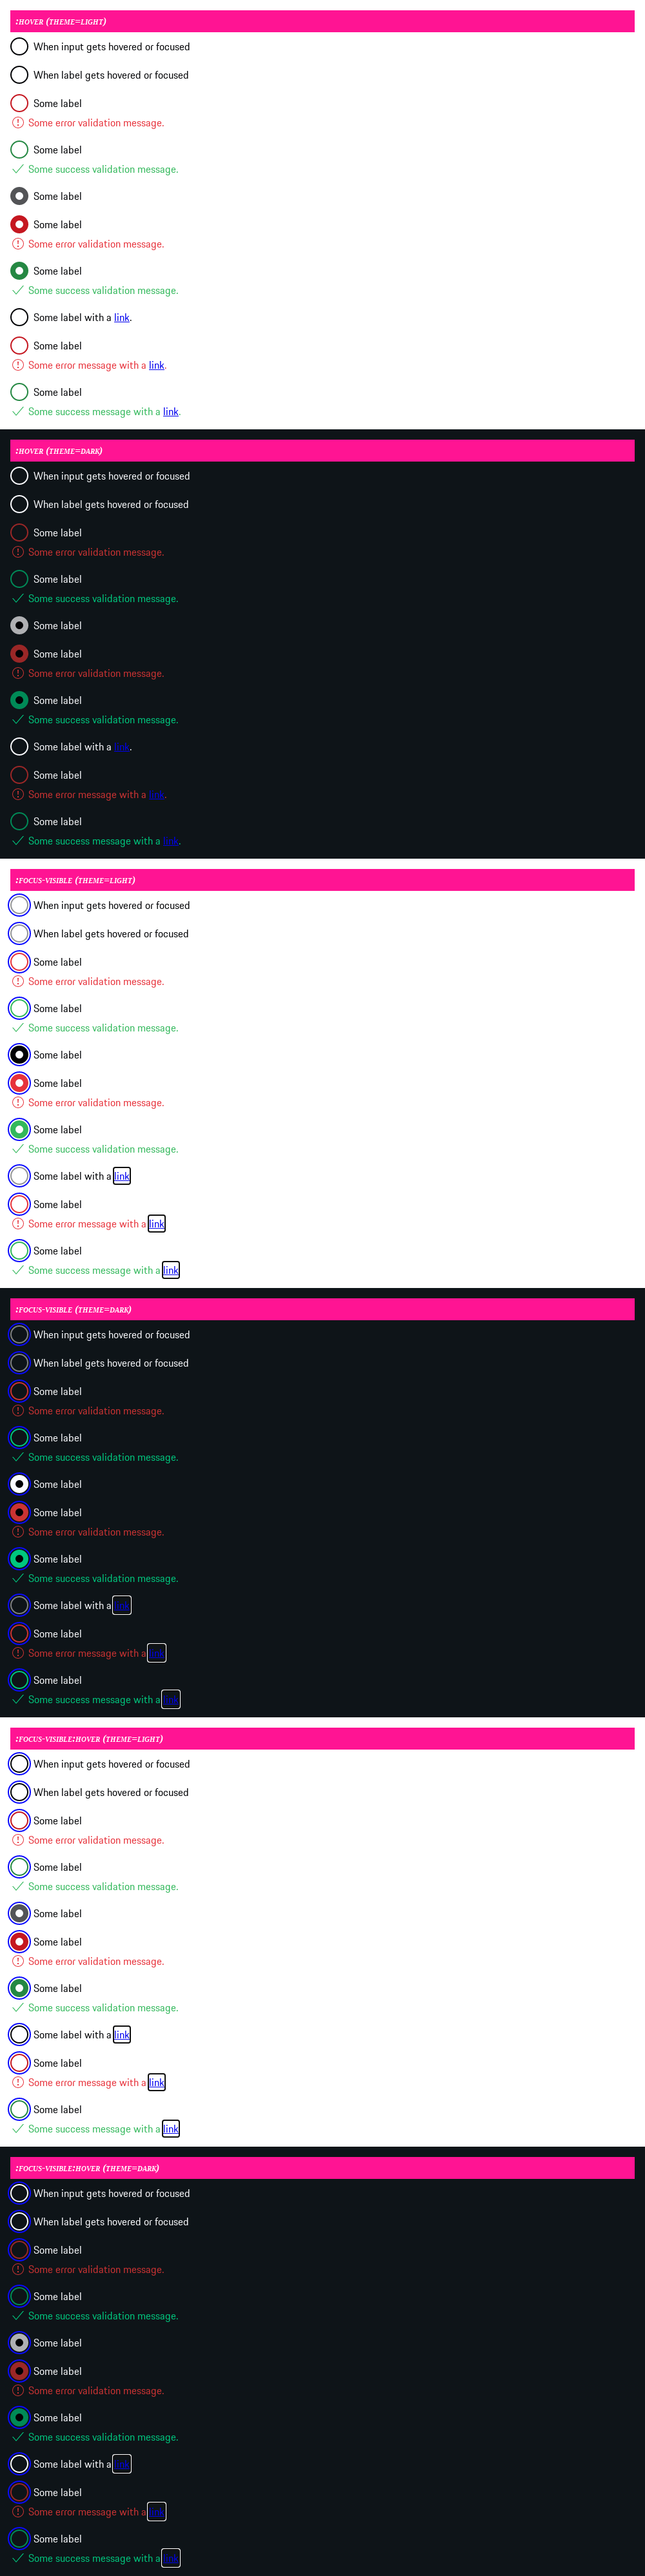 :HOVER (THEME=LIGHT)
When input gets hovered or focused
When label gets hovered or focused
Some label
Some error validation message.
Some label
Some success validation message.
Some label
Some label
Some error validation message.
Some label
Some success validation message.
Some label with a link.
Some label
Some error message with a link.
Some label
Some success message with a link.
:HOVER (THEME=DARK)
When input gets hovered or focused
When label gets hovered or focused
Some label
Some error validation message.
Some label
Some success validation message.
Some label
Some label
Some error validation message.
Some label
Some success validation message.
Some label with a link.
Some label
Some error message with a link.
Some label
Some success message with a link.
:FOCUS-VISIBLE (THEME=LIGHT)
When input gets hovered or focused
When label gets hovered or focused
Some label
Some error validation message.
Some label
Some success validation message.
Some label
Some label
Some error validation message.
Some label
Some success validation message.
Some label with a link
Some label
Some error message with a link
Some label
Some success message with a link
:FOCUS-VISIBLE (THEME=DARK)
When input gets hovered or focused
When label gets hovered or focused
Some label
Some error validation message.
Some label
Some success validation message.
Some label
Some label
Some error validation message.
Some label
Some success validation message.
Some label with a link
Some label
Some error message with a link
Some label
Some success message with a link
:FOCUS-VISIBLE:HOVER (THEME=LIGHT)
When input gets hovered or focused
When label gets hovered or focused
Some label
Some error validation message.
Some label
Some success validation message.
Some label
Some label
Some error validation message.
Some label
Some success validation message.
Some label with a link
Some label
Some error message with a link
Some label
Some success message with a link
:FOCUS-VISIBLE:HOVER (THEME=DARK)
When input gets hovered or focused
When label gets hovered or focused
Some label
Some error validation message.
Some label
Some success validation message.
Some label
Some label
Some error validation message.
Some label
Some success validation message.
Some label with a link
Some label
Some error message with a link
Some label
Some success message with a link